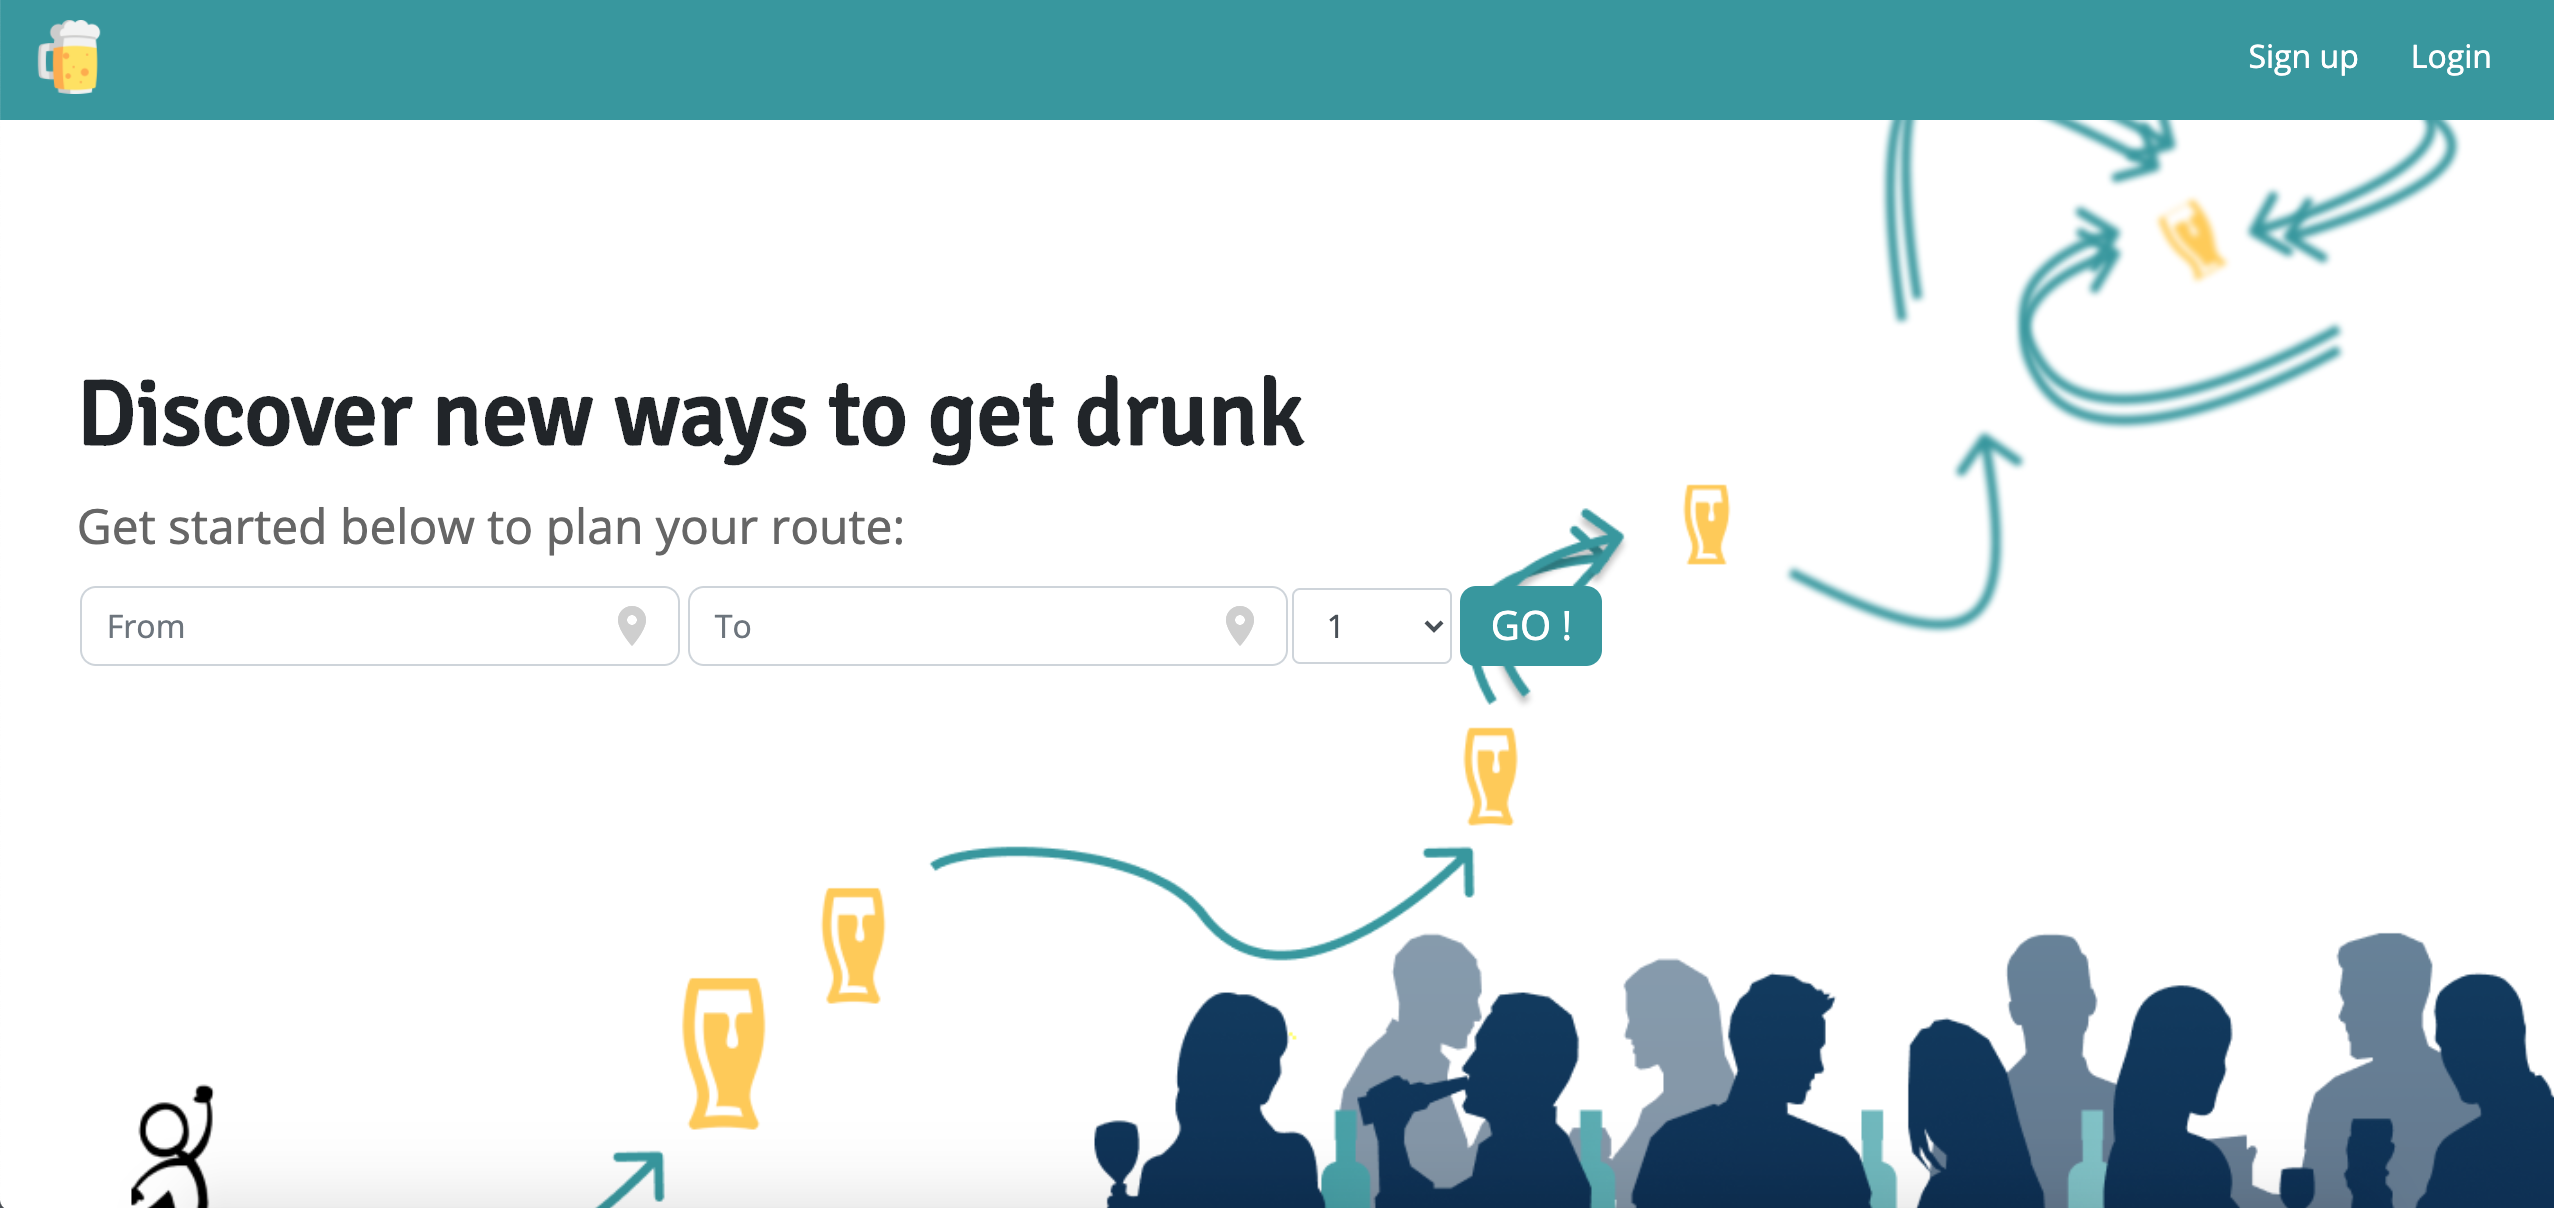 Sign up Login
Discover new ways to get drunk
Get started below to plan your route:
From To 1 GO !